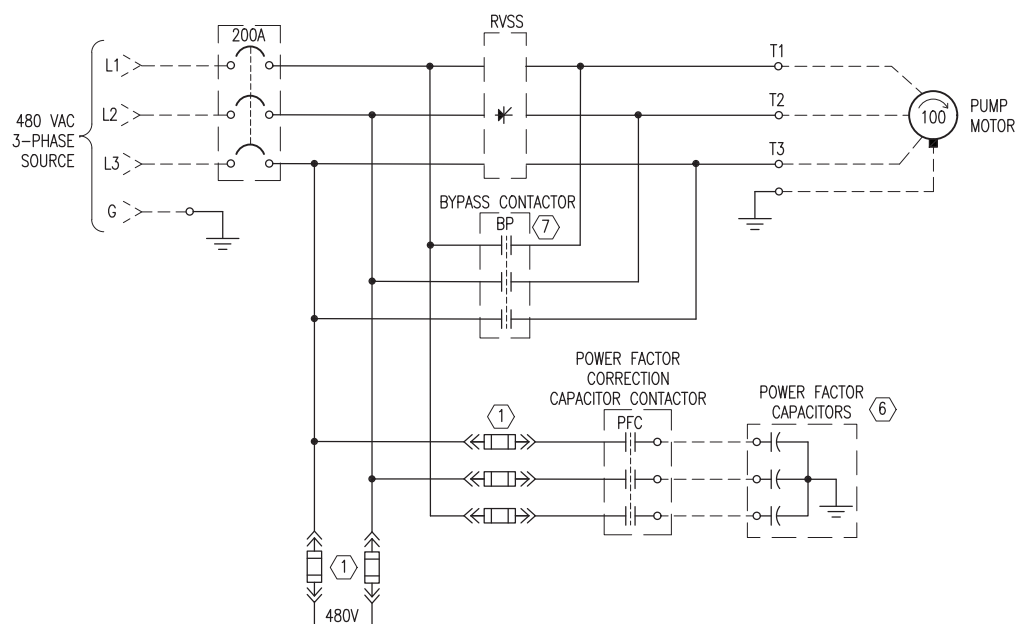 200A
RVSS
L1
T1
L2
T2
480 VAC
3-PHASE
SOURCE
100
PUMP
MOTOR
L3
T3
G
BYPASS CONTACTOR
BP
7
POWER FACTOR
CORRECTION
CAPACITOR CONTACTOR
PFC
POWER FACTOR
CAPACITORS
6
1
1
480V